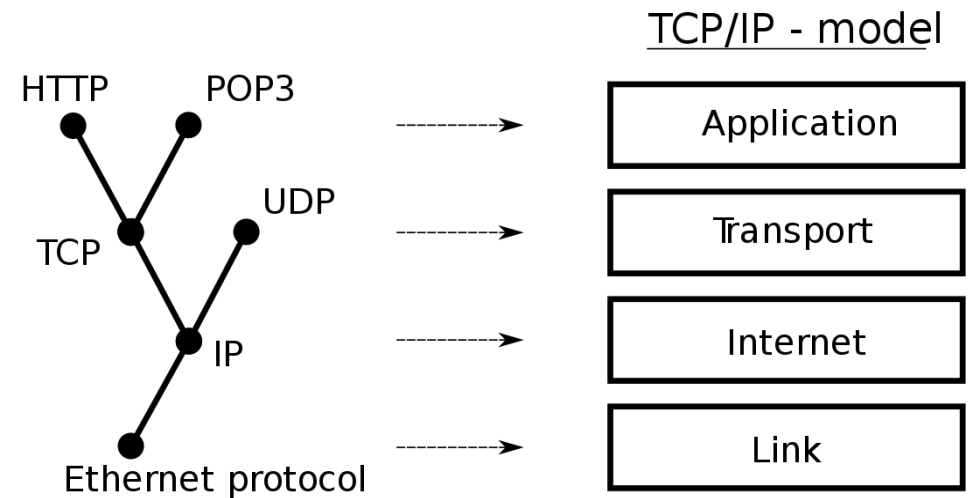 TCP/IP - model
HTTP
POP3
Application
UDP
TCP
Transport
IP
Internet
Ethernet protocol
Link